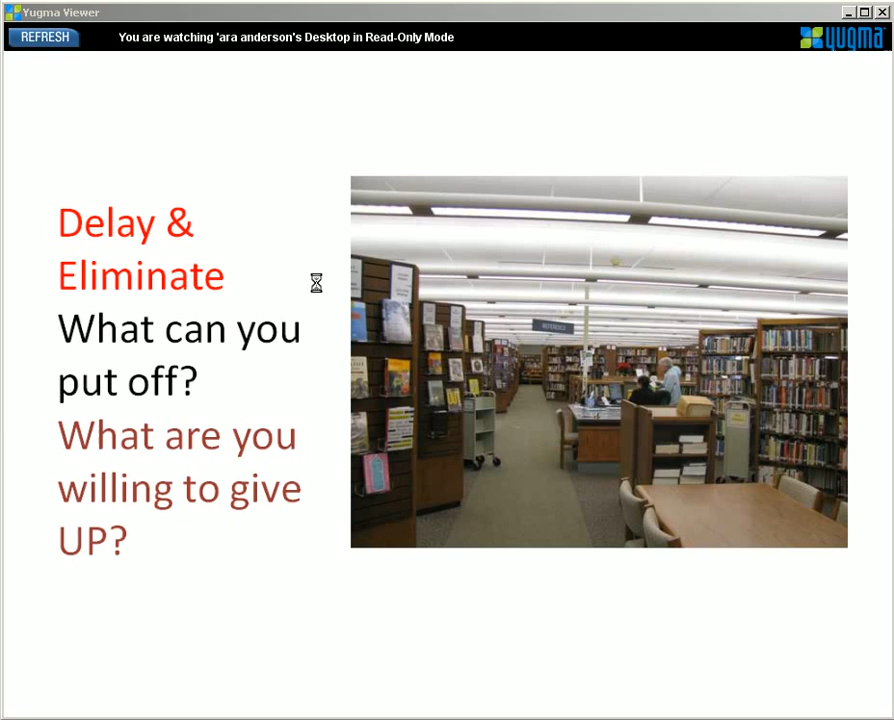 Yugma Viewer
REFRESH
You are watching 'ara anderson's Desktop in Read-Only Mode
yugma
Delay &
Eliminate
What can you
put off?
What are you
willing to give
UP?
REFERENCE